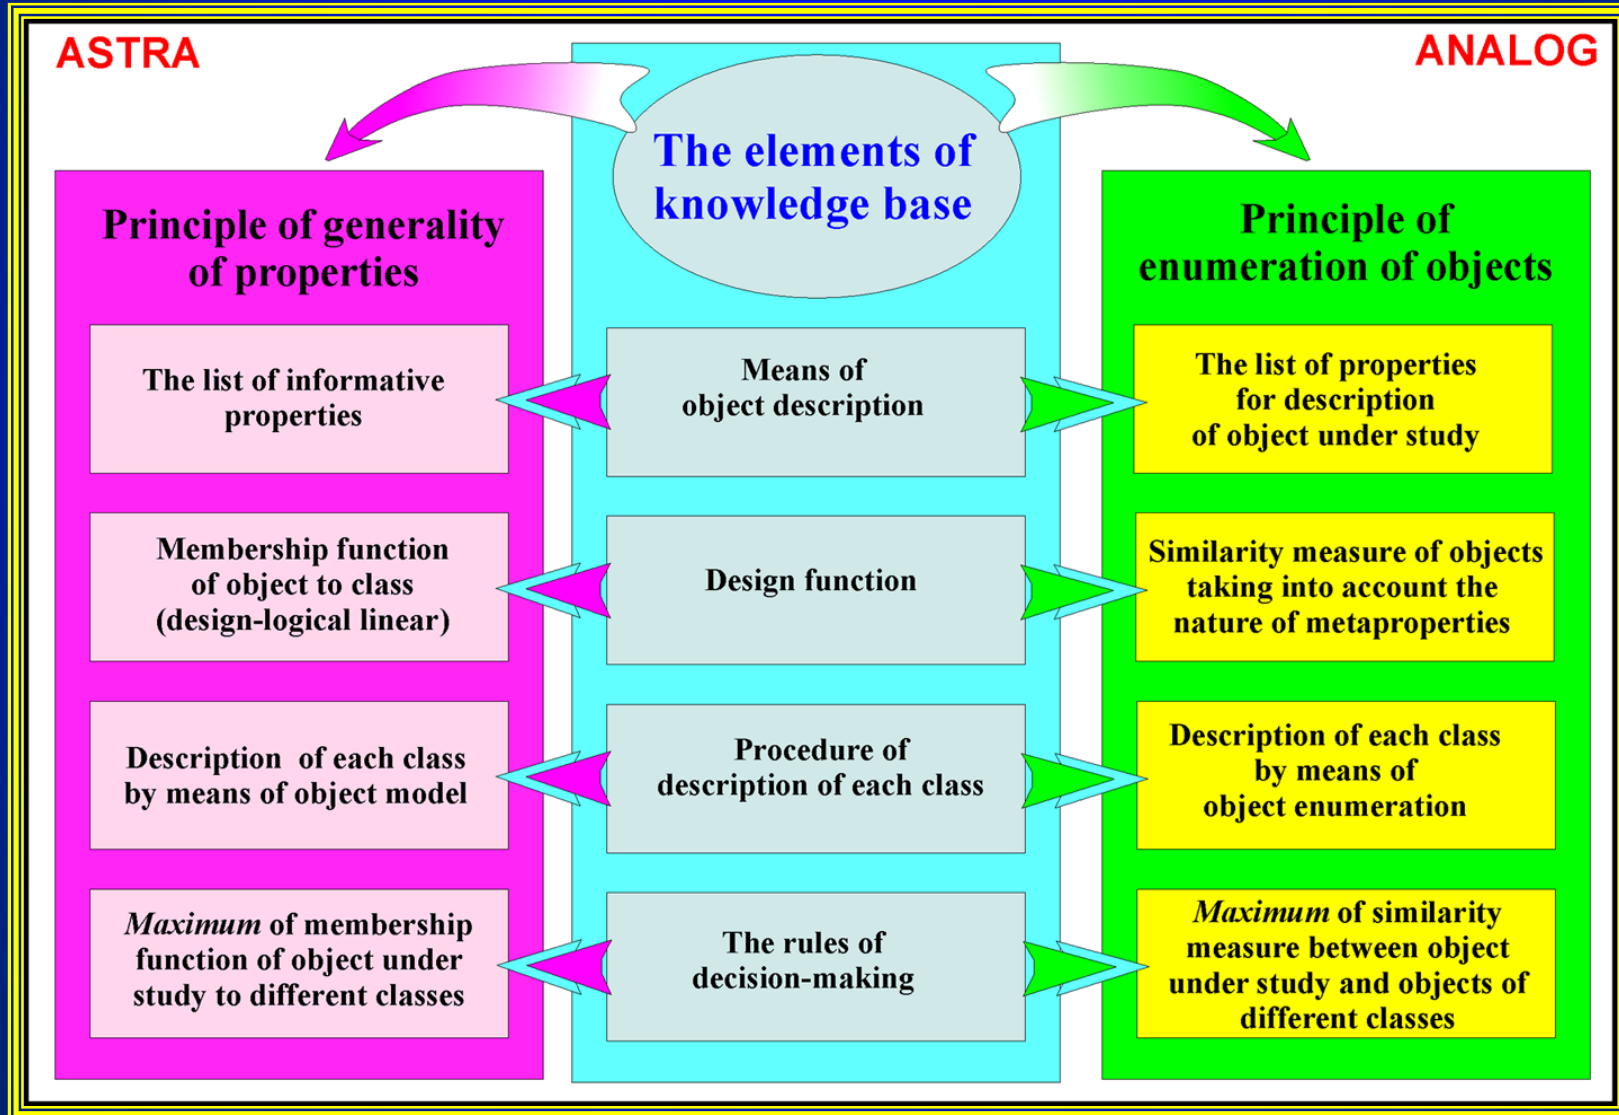 ASTRA
ANALOG
The elements of
knowledge base
Principle of generality
of properties
Principle of
enumeration of objects
The list of informative
properties
Means of
object description
The list of properties
for description
of object under study
Membership function
of object to class
(design-logical linear)
Design function
Similarity measure of objects
taking into account the
nature of metaproperties
Description of each class
by means of object model
Procedure of
description of each class
Description of each class
by means of
object enumeration
Maximum of membership
function of object under
study to different classes
The rules of
decision-making
Maximum of similarity
measure between object
under study and objects of
different classes